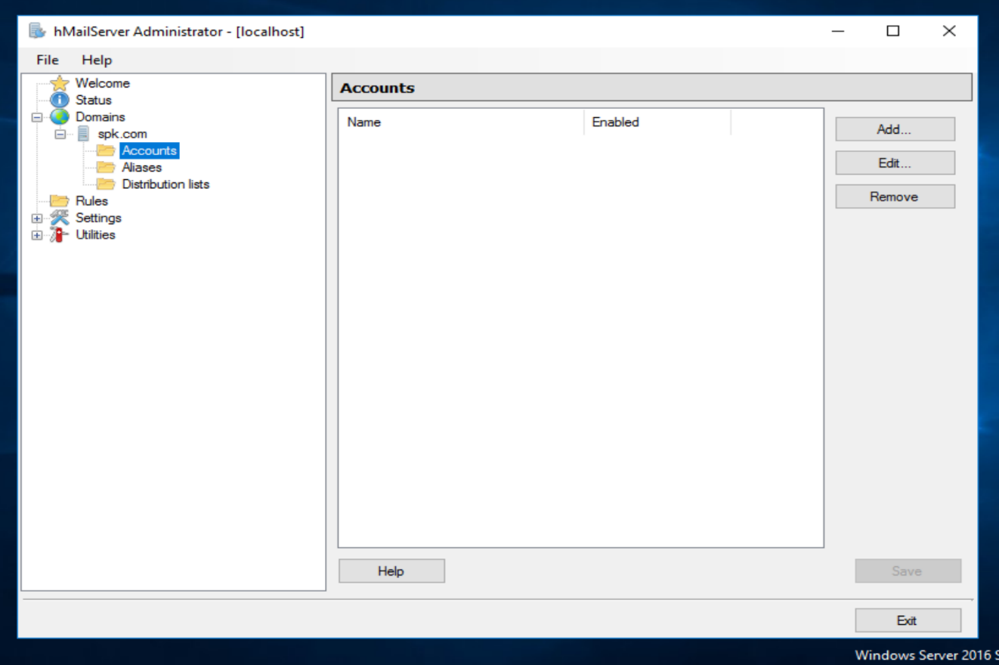 hMailServer Administrator - [localhost]
File Help
Welcome
Status
Domains
spk.com
Accounts
Aliases
Distribution lists
Rules
Settings
Utilities
Accounts
Name Enabled
Add...
Edit...
Remove
Help
Save
Exit
Windows Server 2016 S